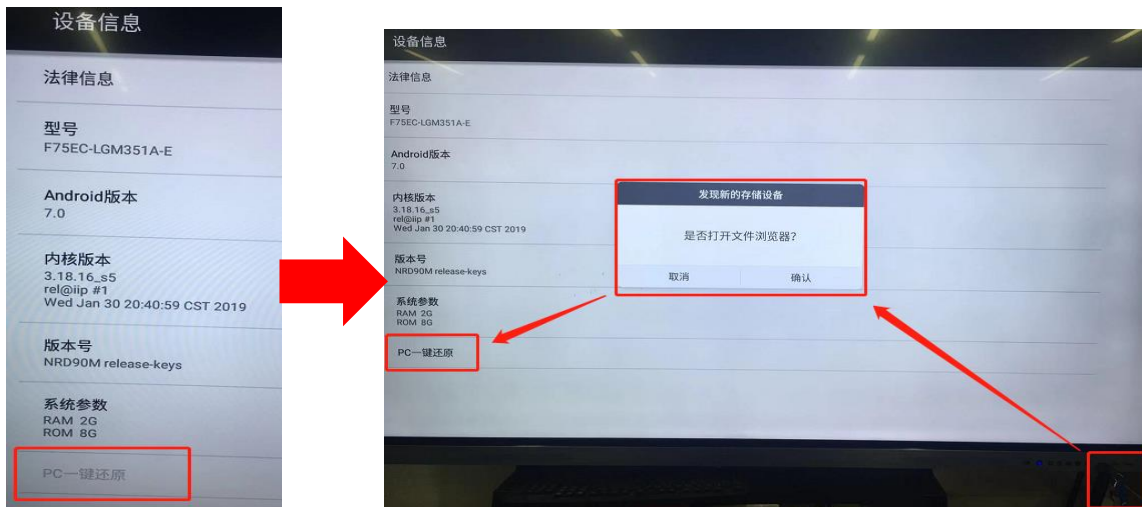 设备信息
法律信息
型号
F75EC-LGM351A-E
Android版本
7.0
内核版本
3.18.16_s5
rel@iip #1
Wed Jan 30 20:40:59 CST 2019
版本号
NRD90M release-keys
系统参数
RAM 2G
ROM 8G
PC一键还原
设备信息
法律信息
型号
F75EC-LGM351A-E
Android版本
7.0
内核版本
3.18.16_s5
rel@iip #1
Wed Jan 30 20:40:59 CST 2019
版本号
NRD90M release-keys
系统参数
RAM 2G
ROM 8G
PC一键还原
发现新的存储设备
是否打开文件浏览器?
取消 确认